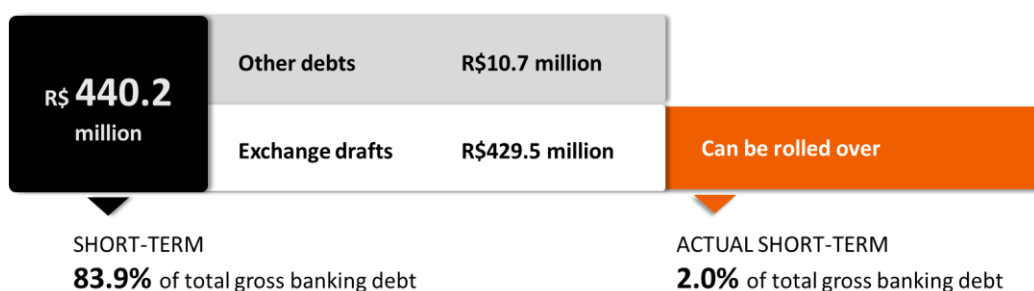 R$ 440.2
million
Other debts R$10.7 million
Exchange drafts R$429.5 million
Can be rolled over
SHORT-TERM
83.9% of total gross banking debt
ACTUAL SHORT-TERM
2.0% of total gross banking debt